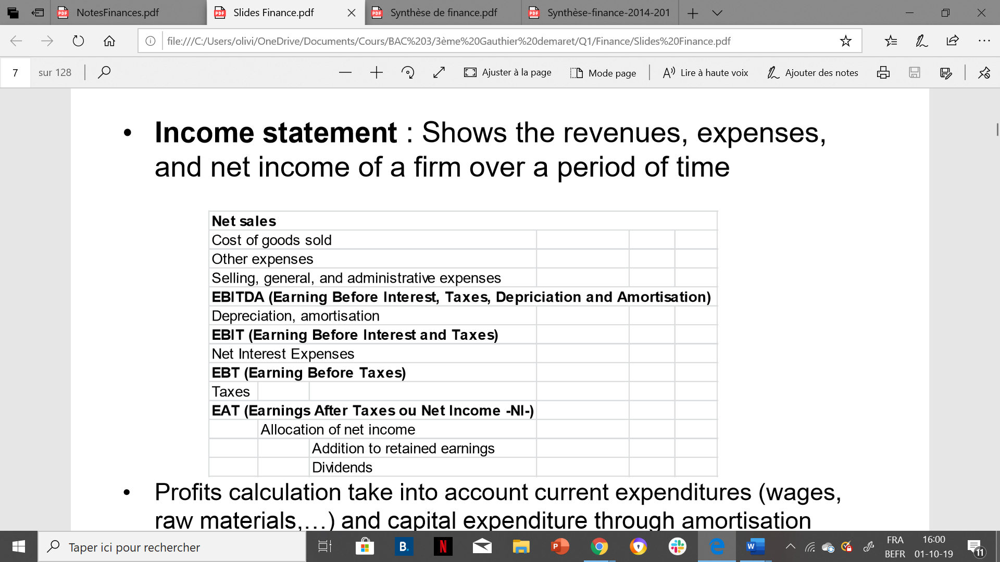 NotesFinances.pdf
Slides Finance.pdf
Synthèse de finance.pdf
Synthèse-finance-2014-201
file:///C:/Users/olivi/OneDrive/Documents/Cours/BAC%203/3ème%20Gauthier%20demaret/Q1/Finance/Slides%20Finance.pdf
7 sur 128
Ajuster à la page
Mode page
Lire à haute voix
Ajouter des notes
• Income statement : Shows the revenues, expenses,
and net income of a firm over a period of time
Net sales
Cost of goods sold
Other expenses
Selling, general, and administrative expenses
EBITDA (Earning Before Interest, Taxes, Depriciation and Amortisation)
Depreciation, amortisation
EBIT (Earning Before Interest and Taxes)
Net Interest Expenses
EBT (Earning Before Taxes)
Taxes
EAT (Earnings After Taxes ou Net Income -NI-)
Allocation of net income
Addition to retained earnings
Dividends
• Profits calculation take into account current expenditures (wages,
raw materials,…) and capital expenditure through amortisation
Taper ici pour rechercher
FRA
BEFR
16:00
01-10-19
11